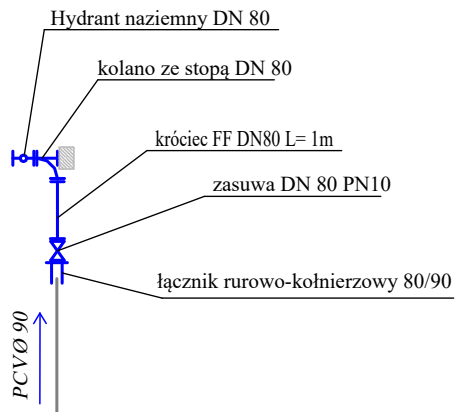 Hydrant naziemny DN 80
kolano ze stopą DN 80
króciec FF DN80 L= 1m
zasuwa DN 80 PN10
łącznik rurowo-kołnierzowy 80/90
PCVØ 90